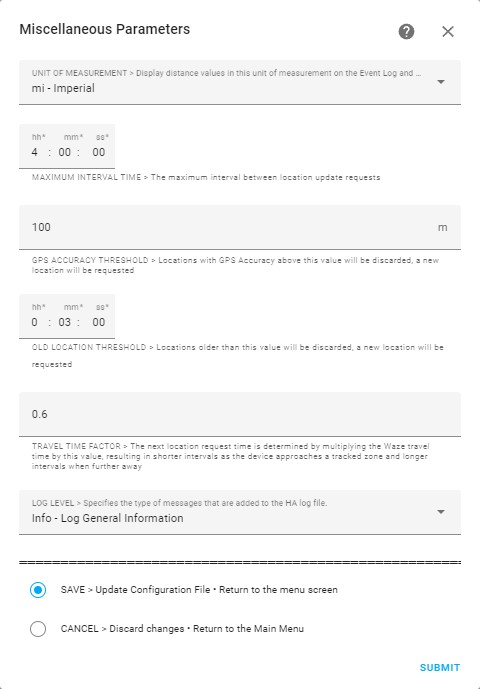 Miscellaneous Parameters
UNIT OF MEASUREMENT > Display distance values in this unit of measurement on the Event Log and ...
mi - Imperial
hh* mm* ss*
4 : 00 : 00
MAXIMUM INTERVAL TIME > The maximum interval between location update requests
100 m
GPS ACCURACY THRESHOLD > Locations with GPS Accuracy above this value will be discarded, a new
location will be requested
hh* mm* ss*
0 : 03 : 00
OLD LOCATION THRESHOLD > Locations older than this value will be discarded, a new location will be
requested
0.6
TRAVEL TIME FACTOR > The next location request time is determined by multiplying the Waze travel
time by this value, resulting in shorter intervals as the device approaches a tracked zone and longer
intervals when further away
LOG LEVEL > Specifies the type of messages that are added to the HA log file.
Info - Log General Information
SAVE > Update Configuration File • Return to the menu screen
CANCEL > Discard changes • Return to the Main Menu
SUBMIT